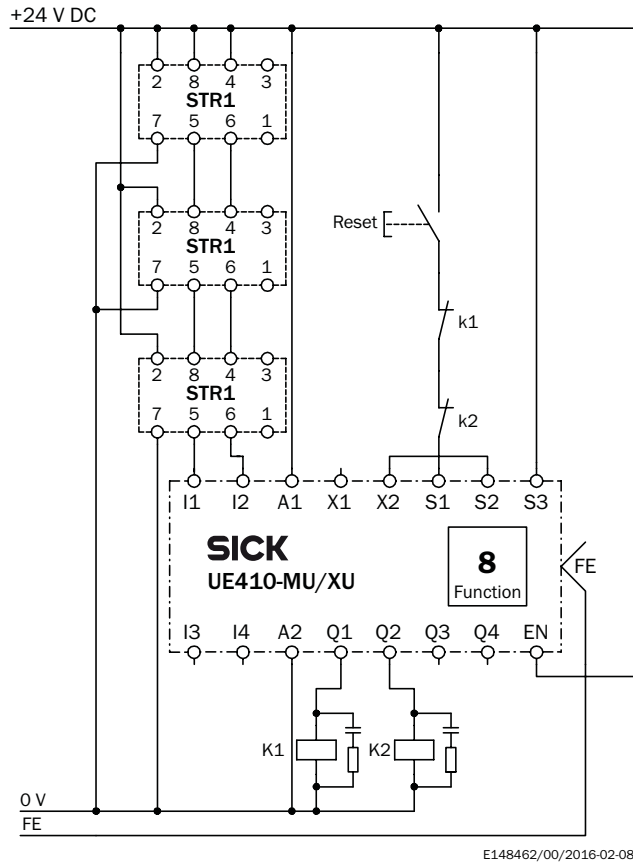 +24 V DC
2 8 4 3
STR1
7 5 6 1
2 8 4 3
STR1
7 5 6 1
Reset
k1
2 8 4 3
STR1
7 5 6 1
k2
I1 I2 A1 X1 X2 S1 S2 S3
SICK
UE410-MU/XU
8
Function
FE
I3 I4 A2 Q1 Q2 Q3 Q4 EN
K1
K2
0 V
FE
E148462/00/2016-02-08